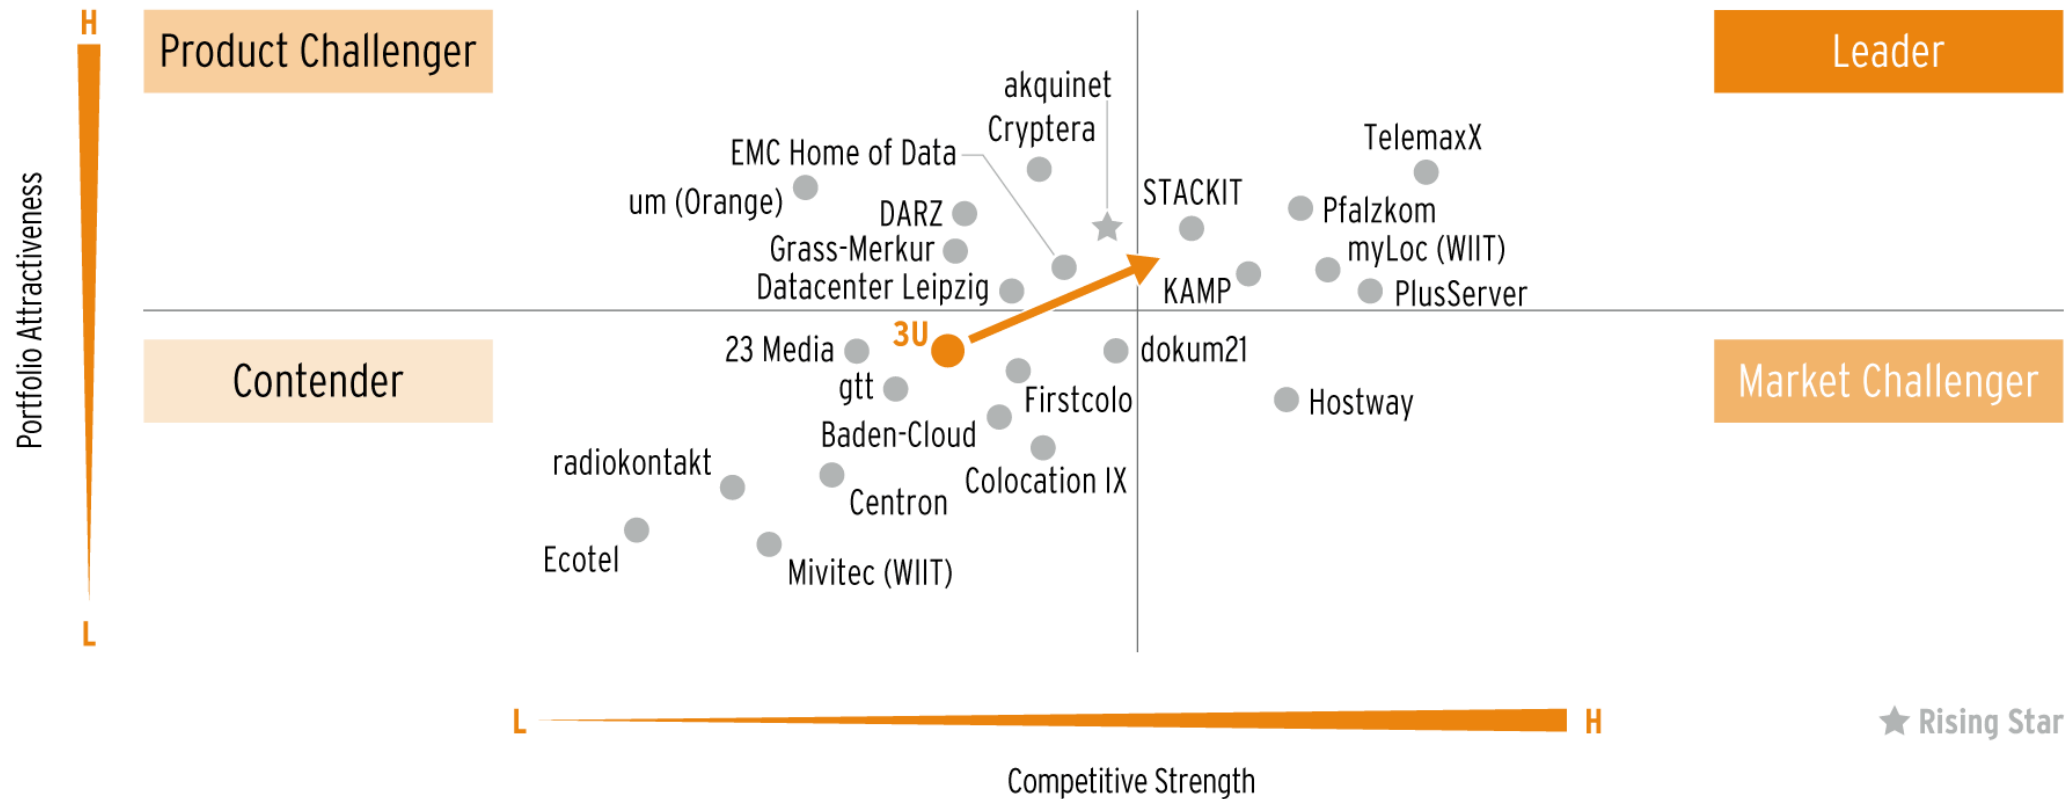 H
Product Challenger
Leader
akquinet
Cryptera
TelemaxX
EMC Home of Data
STACKIT
um (Orange)
DARZ
Pfalzkom
Grass-Merkur
myLoc (WIIT)
Datacenter Leipzig
KAMP
PlusServer
Portfolio Attractiveness
3U
23 Media
dokum21
Contender
gtt
Firstcolo
Market Challenger
Hostway
Baden-Cloud
radiokontakt
Colocation IX
Centron
Ecotel
Mivitec (WIIT)
L
L
H
Rising Star
Competitive Strength